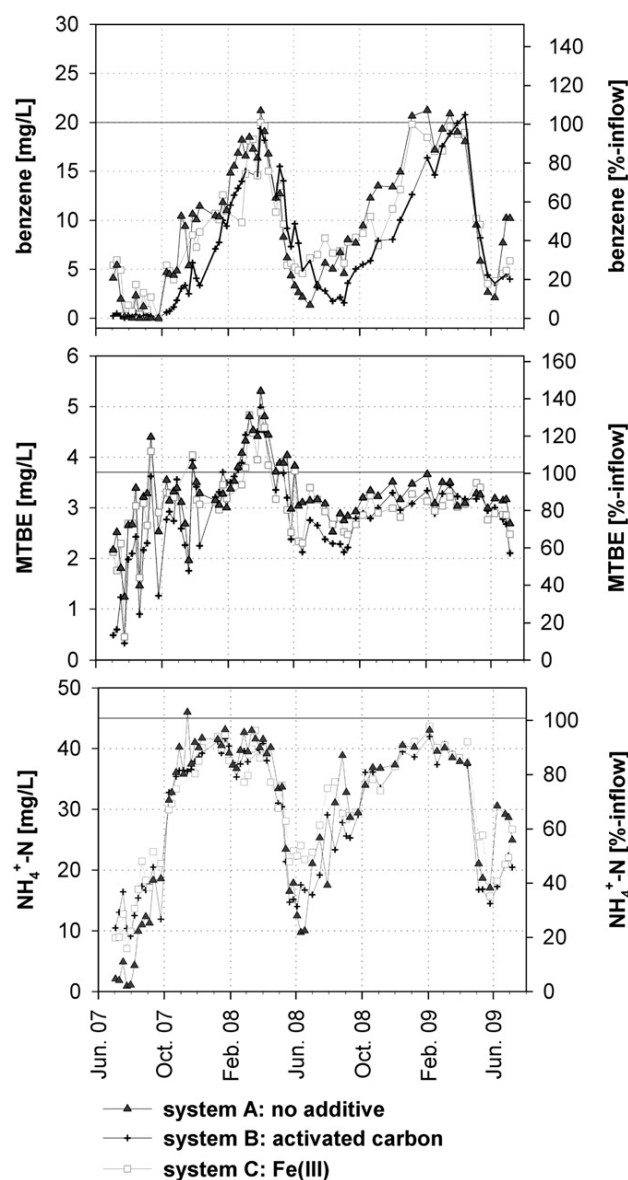 30
25
20
15
10
5
0
benzene [mg/L]
140
120
100
80
60
40
20
0
benzene [%-inflow]
6
5
4
3
2
1
0
MTBE [mg/L]
160
140
120
100
80
60
40
20
0
MTBE [%-inflow]
50
40
30
20
10
0
NH₄⁺-N [mg/L]
100
80
60
40
20
0
NH₄⁺-N [%-inflow]
Jun. 07
Oct. 07
Feb. 08
Jun. 08
Oct. 08
Feb. 09
Jun. 09
system A: no additive
system B: activated carbon
system C: Fe(III)